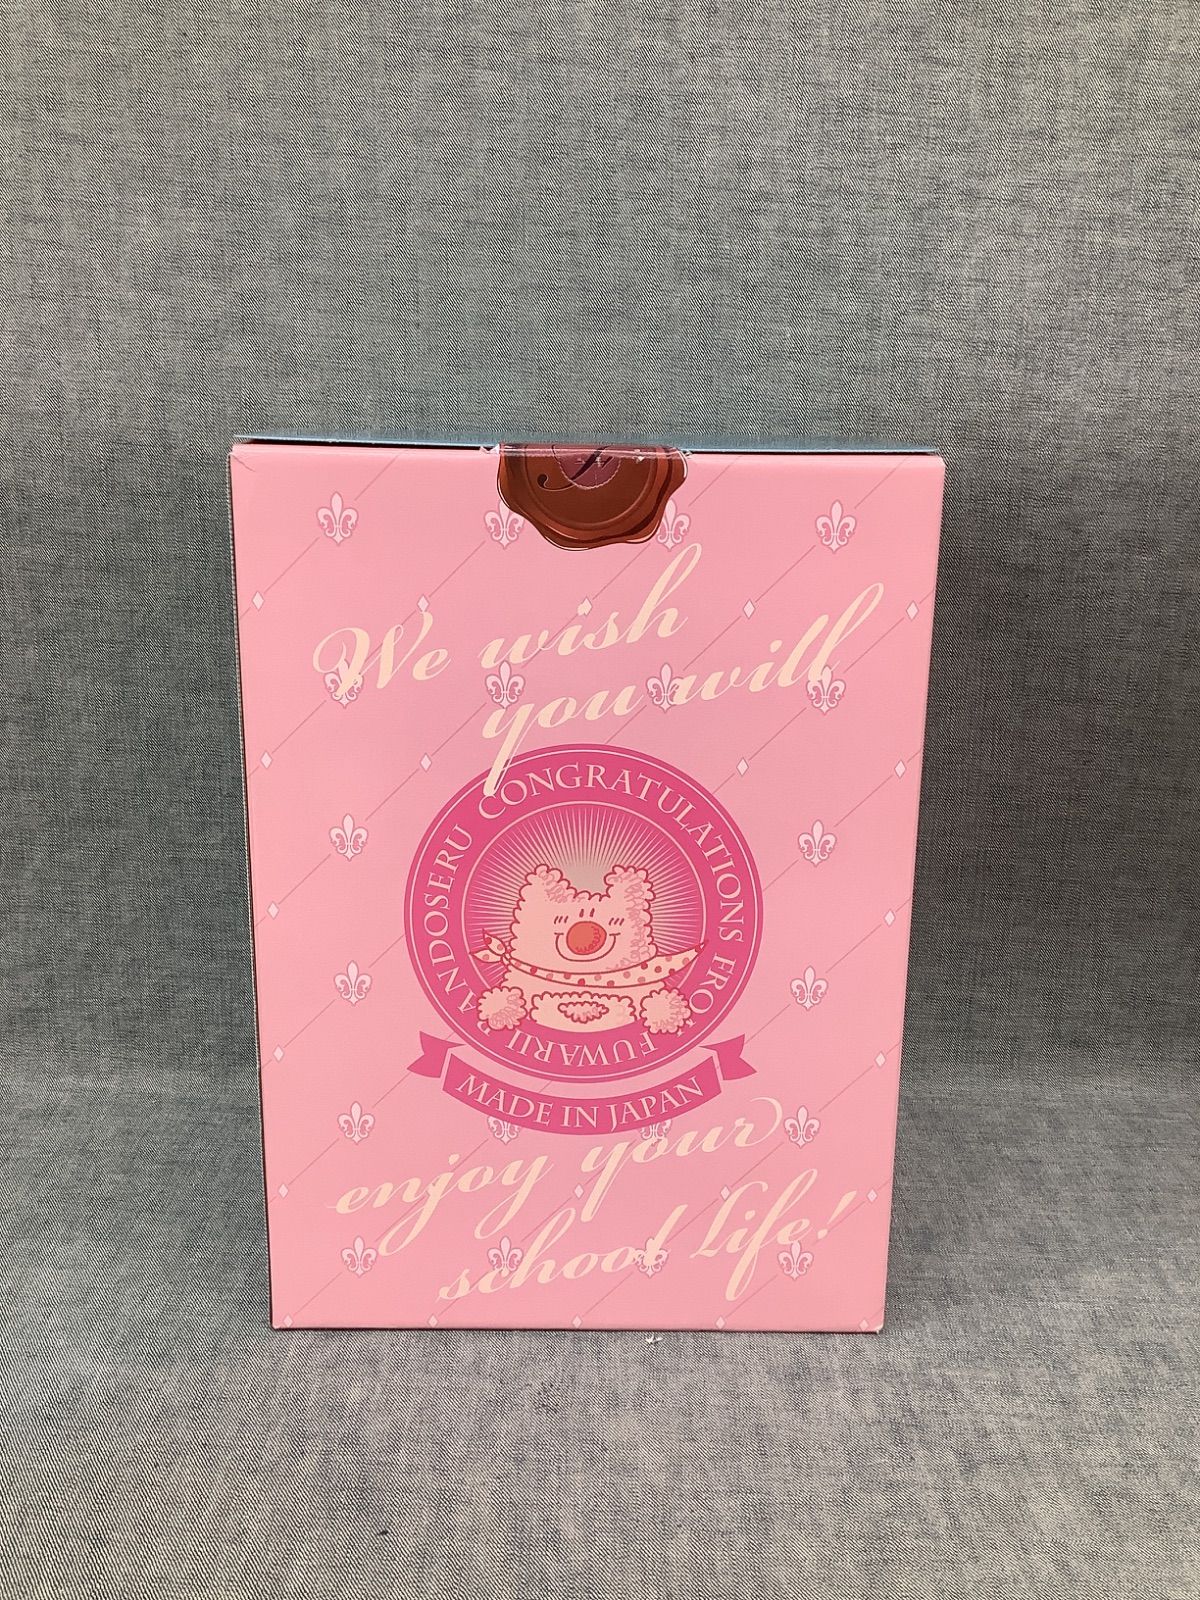 We wish
you will
CONGRATULATIONS FROM FUWARII RANDOSERU
MADE IN JAPAN
enjoy your
school life!